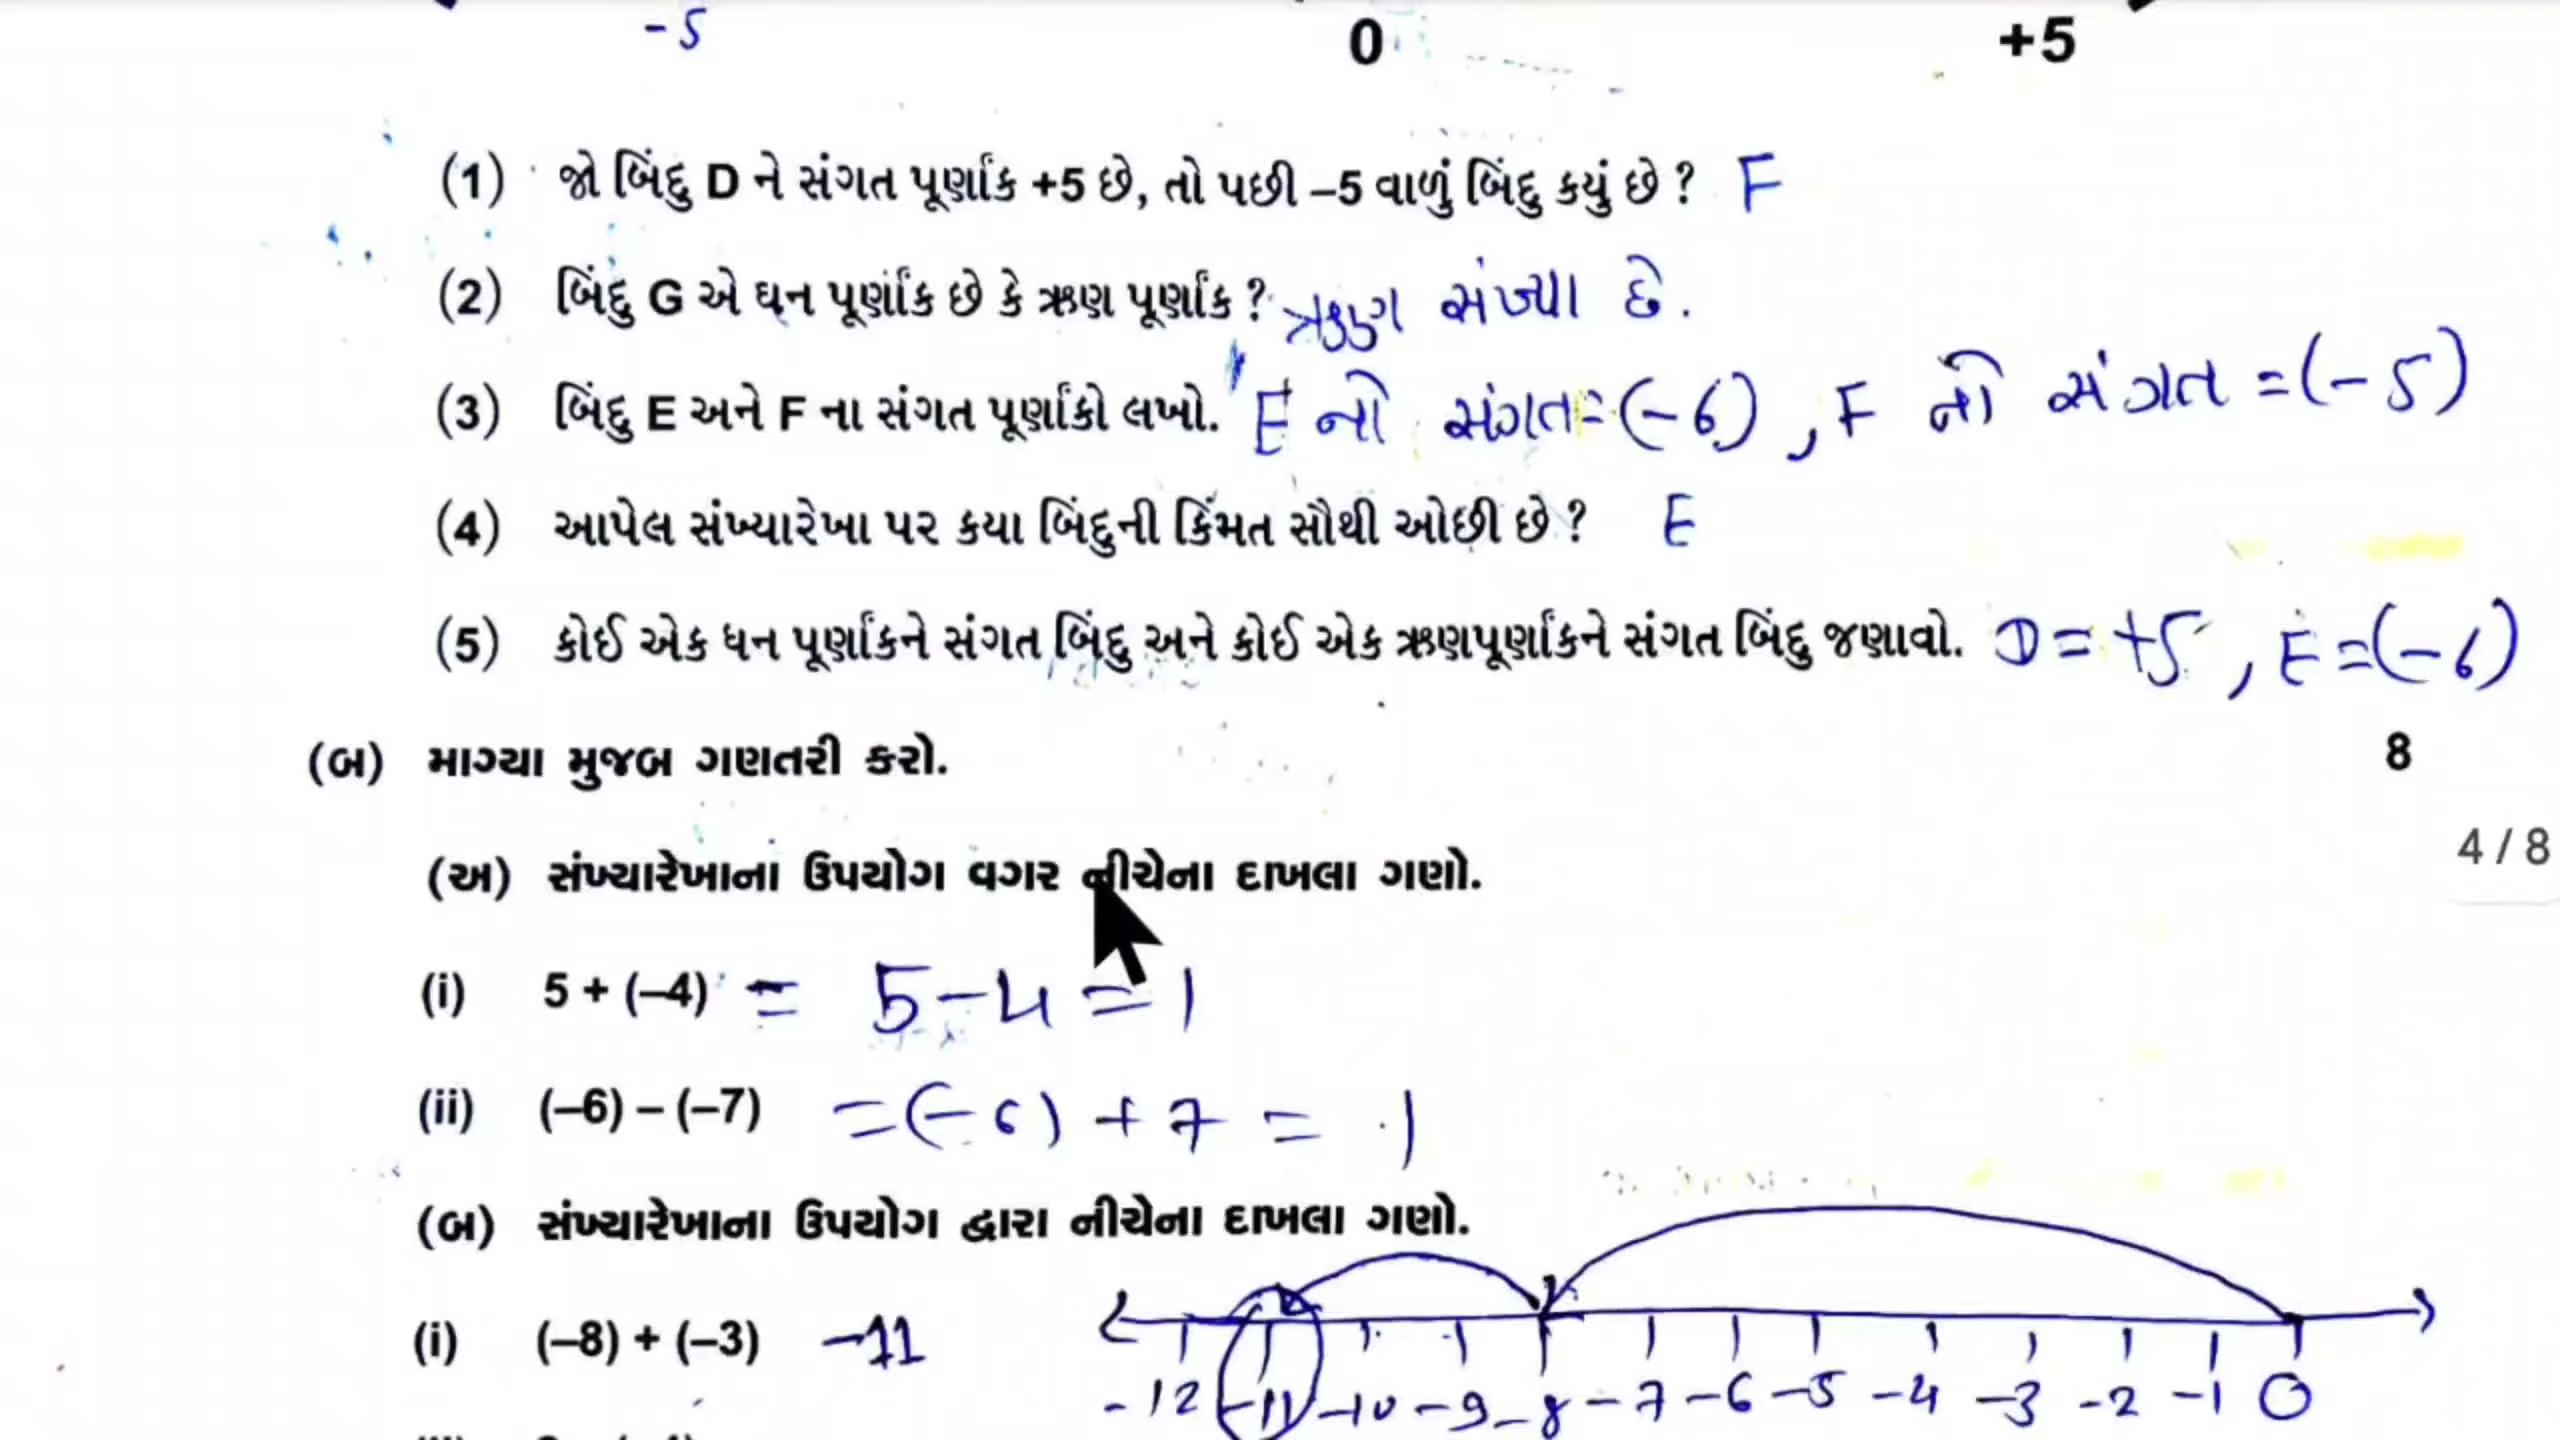 -5 0 +5
(1) જો બિંદુ D ને સંગત પૂર્ણાંક +5 છે, તો પછી –5 વાળું બિંદુ કયું છે ? F
(2) બિંદુ G એ ઘન પૂર્ણાંક છે કે ઋણ પૂર્ણાંક ? ઋણ સંખ્યા છે.
(3) બિંદુ E અને F ના સંગત પૂર્ણાંકો લખો. E નો સંગત=(-6) , F નો સંગત =(-5)
(4) આપેલ સંખ્યારેખા પર કયા બિંદુની કિંમત સૌથી ઓછી છે ? E
(5) કોઈ એક ધન પૂર્ણાંકને સંગત બિંદુ અને કોઈ એક ઋણપૂર્ણાંકને સંગત બિંદુ જણાવો. D = +5 , E =(-6)
(બ) માગ્યા મુજબ ગણતરી કરો. 8
4 / 8
(અ) સંખ્યારેખાના ઉપયોગ વગર નીચેના દાખલા ગણો.
(i) 5 + (–4) = 5-4 = 1
(ii) (–6) – (–7) =(-6) + 7 = 1
(બ) સંખ્યારેખાના ઉપયોગ દ્વારા નીચેના દાખલા ગણો.
(i) (–8) + (–3) -11
-12 -11 -10 -9 -8 -7 -6 -5 -4 -3 -2 -1 0